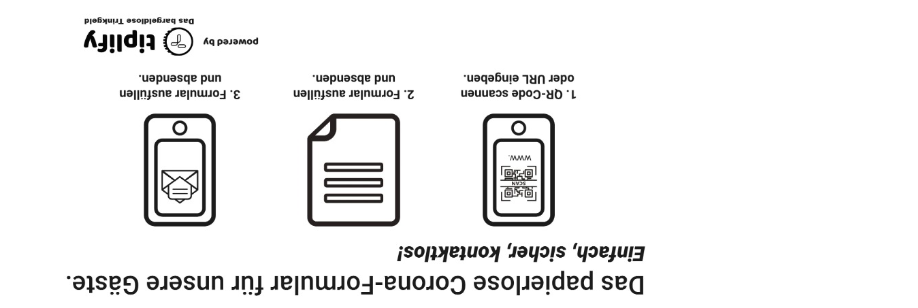 Das papierlose Corona-Formular für unsere Gäste.
Einfach, sicher, kontaktlos!
SCAN
www.
1. QR-Code scannen
oder URL eingeben.
2. Formular ausfüllen
und absenden.
3. Formular ausfüllen
und absenden.
powered by
tiplify
Das bargeldlose Trinkgeld